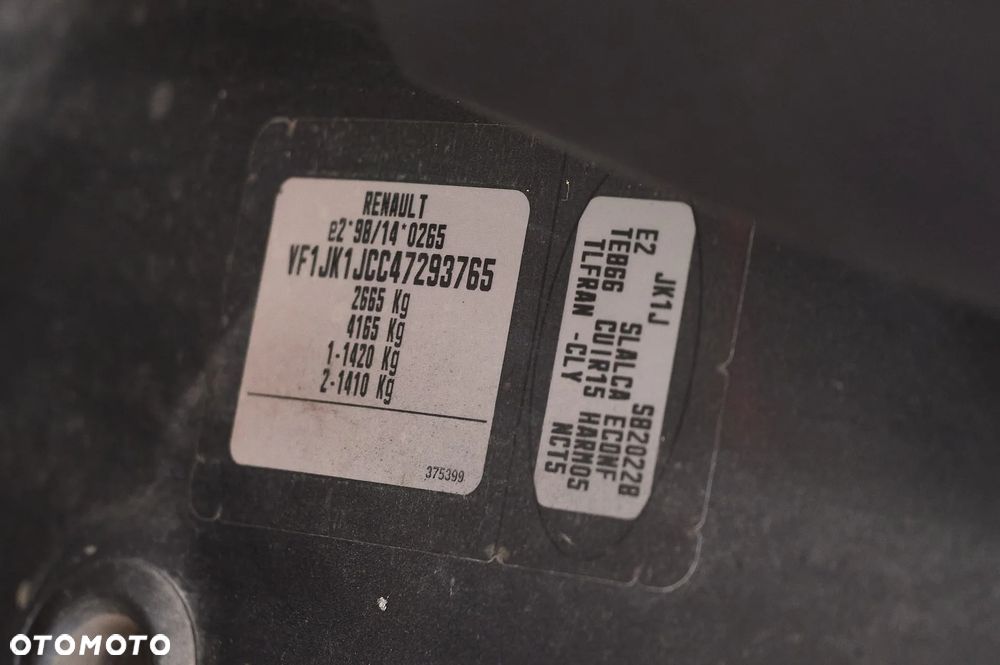 RENAULT
e2*98/14*0265
VF1JK1JCC47293765
2665 Kg
4165 Kg
1-1420 Kg
2-1410 Kg
375399
E2 JK1J SB2022B
TEB66 SLALCA ECONF
TLFRAN CUIR15 HARM05
-CLY NCT5
OTOMOTO